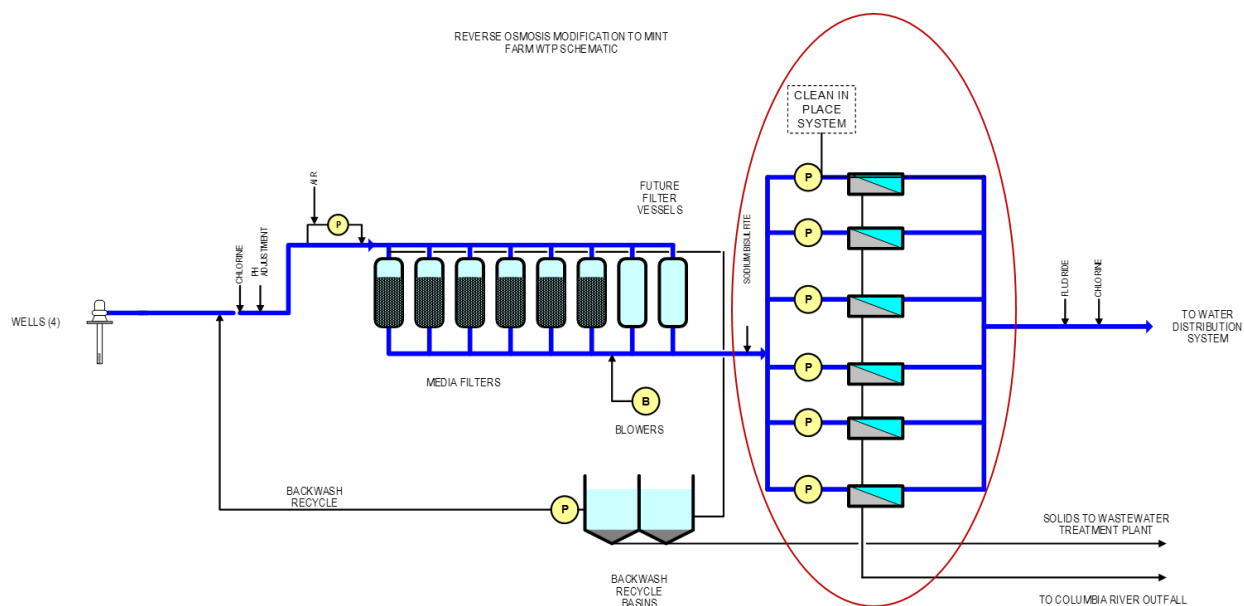 REVERSE OSMOSIS MODIFICATION TO MINT
FARM WTP SCHEMATIC
CLEAN IN
PLACE
SYSTEM
P
AIR
P
FUTURE
FILTER
VESSELS
CHLORINE
PH
ADJUSTMENT
SODIUM BISULFITE
P
FLUORIDE
CHLORINE
WELLS (4)
P
TO WATER
DISTRIBUTION
SYSTEM
MEDIA FILTERS
P
B
BLOWERS
P
BACKWASH
RECYCLE
P
P
SOLIDS TO WASTEWATER
TREATMENT PLANT
BACKWASH
RECYCLE
BASINS
TO COLUMBIA RIVER OUTFALL